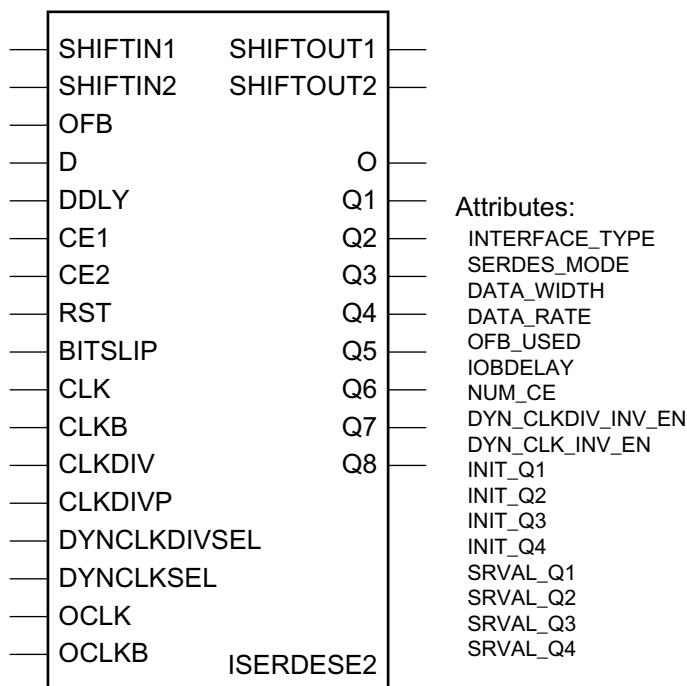 SHIFTIN1 SHIFTOUT1
SHIFTIN2 SHIFTOUT2
OFB
D O
DDLY Q1
CE1 Q2
CE2 Q3
RST Q4
BITSLIP Q5
CLK Q6
CLKB Q7
CLKDIV Q8
CLKDIVP
DYNCLKDIVSEL
DYNCLKSEL
OCLK
OCLKB
ISERDESE2
Attributes:
INTERFACE_TYPE
SERDES_MODE
DATA_WIDTH
DATA_RATE
OFB_USED
IOBDELAY
NUM_CE
DYN_CLKDIV_INV_EN
DYN_CLK_INV_EN
INIT_Q1
INIT_Q2
INIT_Q3
INIT_Q4
SRVAL_Q1
SRVAL_Q2
SRVAL_Q3
SRVAL_Q4